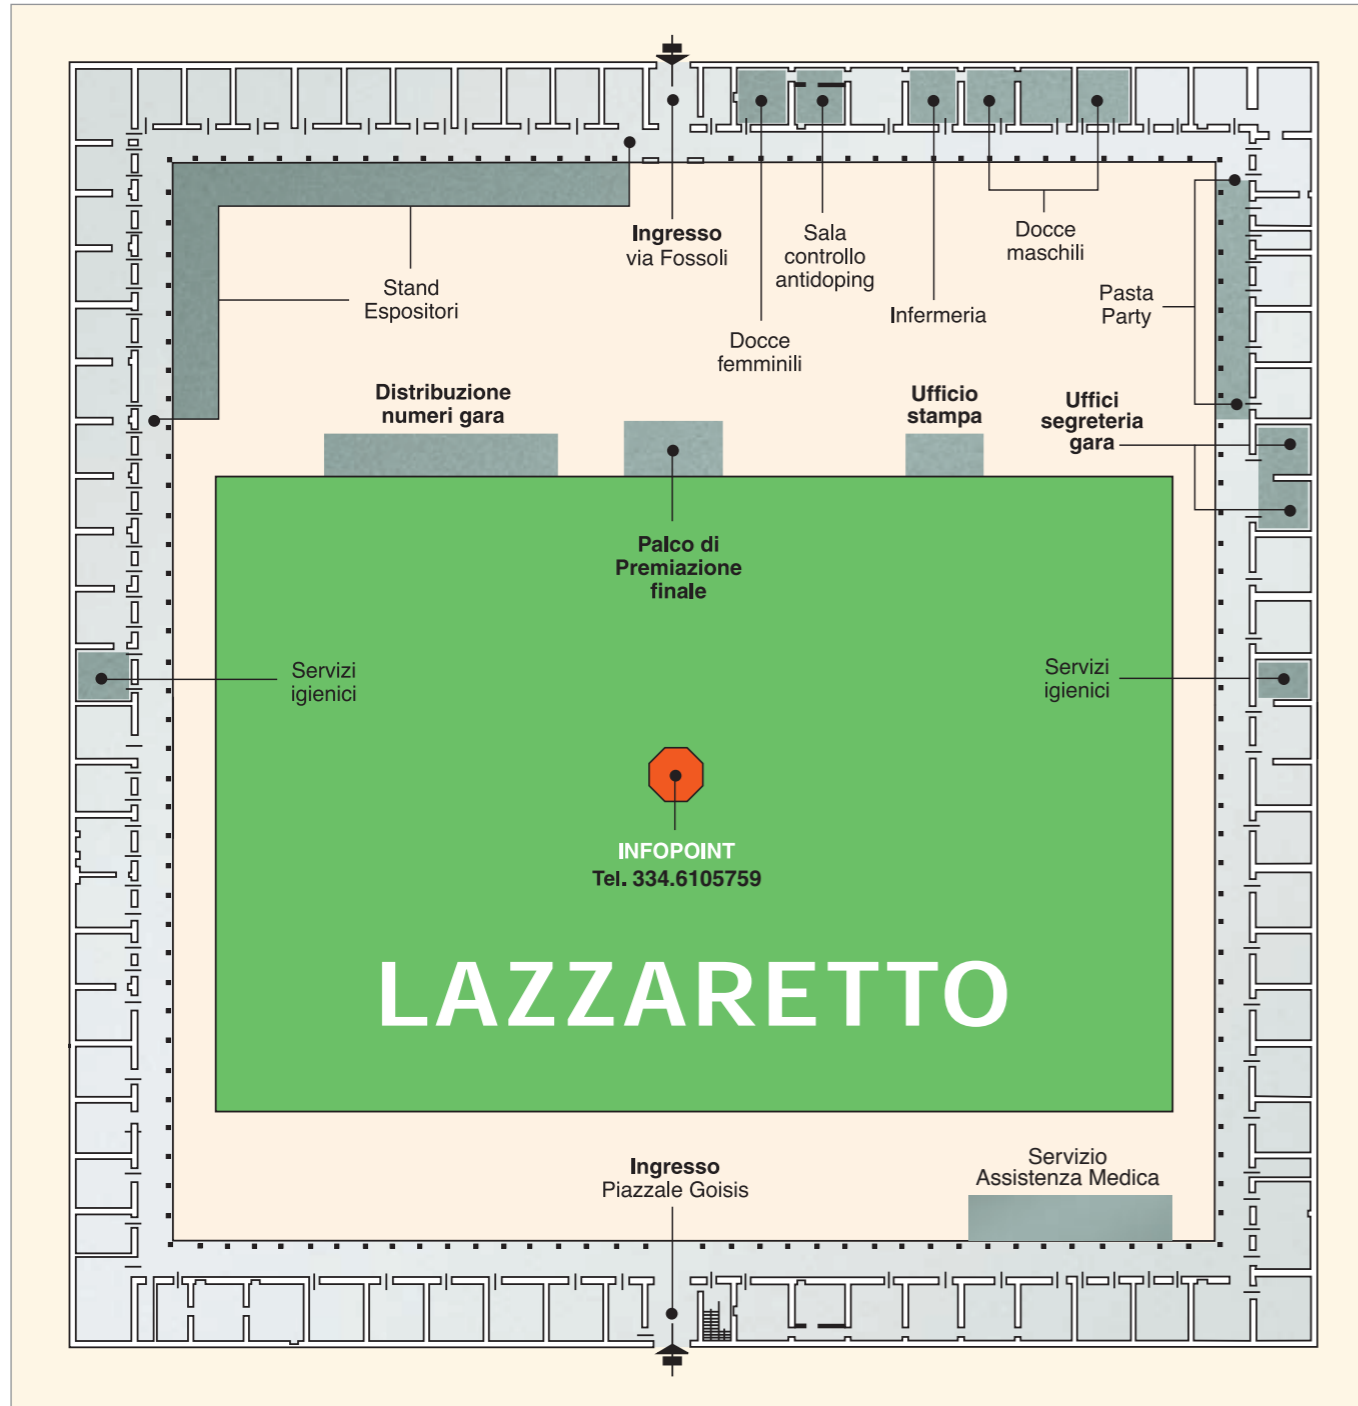 Ingresso
via Fossoli
Sala
controllo
antidoping
Docce
maschili
Stand
Espositori
Infermeria
Pasta
Party
Docce
femminili
Distribuzione
numeri gara
Ufficio
stampa
Uffici
segreteria
gara
Palco di
Premiazione
finale
Servizi
igienici
Servizi
igienici
INFOPOINT
Tel. 334.6105759
LAZZARETTO
Ingresso
Piazzale Goisis
Servizio
Assistenza Medica